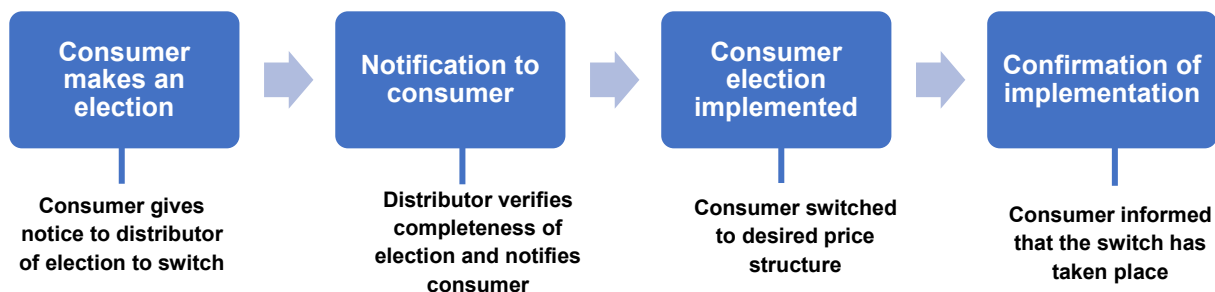 Consumer
makes an
election
Notification to
consumer
Consumer
election
implemented
Confirmation of
implementation
Consumer gives
notice to distributor
of election to switch
Distributor verifies
completeness of
election and notifies
consumer
Consumer switched
to desired price
structure
Consumer informed
that the switch has
taken place